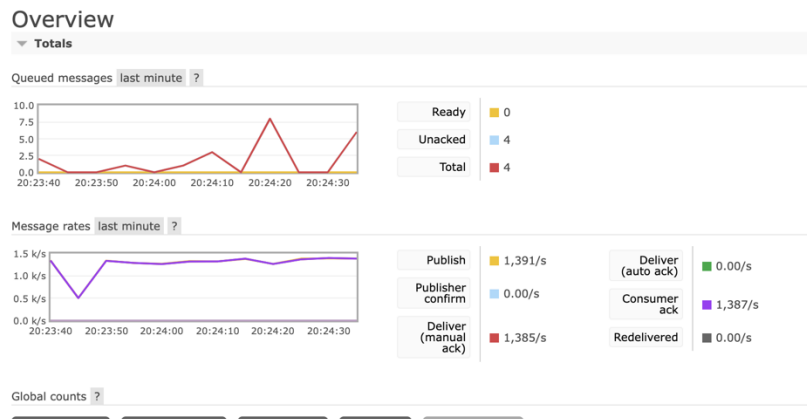 Overview
Totals
Queued messages last minute ?
10.0
7.5
5.0
2.5
0.0
20:23:40 20:23:50 20:24:00 20:24:10 20:24:20 20:24:30
Ready 0
Unacked 4
Total 4
Message rates last minute ?
1.5 k/s
1.0 k/s
0.5 k/s
0.0 k/s
20:23:40 20:23:50 20:24:00 20:24:10 20:24:20 20:24:30
Publish 1,391/s
Publisher
confirm 0.00/s
Deliver
(manual
ack) 1,385/s
Deliver
(auto ack) 0.00/s
Consumer
ack 1,387/s
Redelivered 0.00/s
Global counts ?